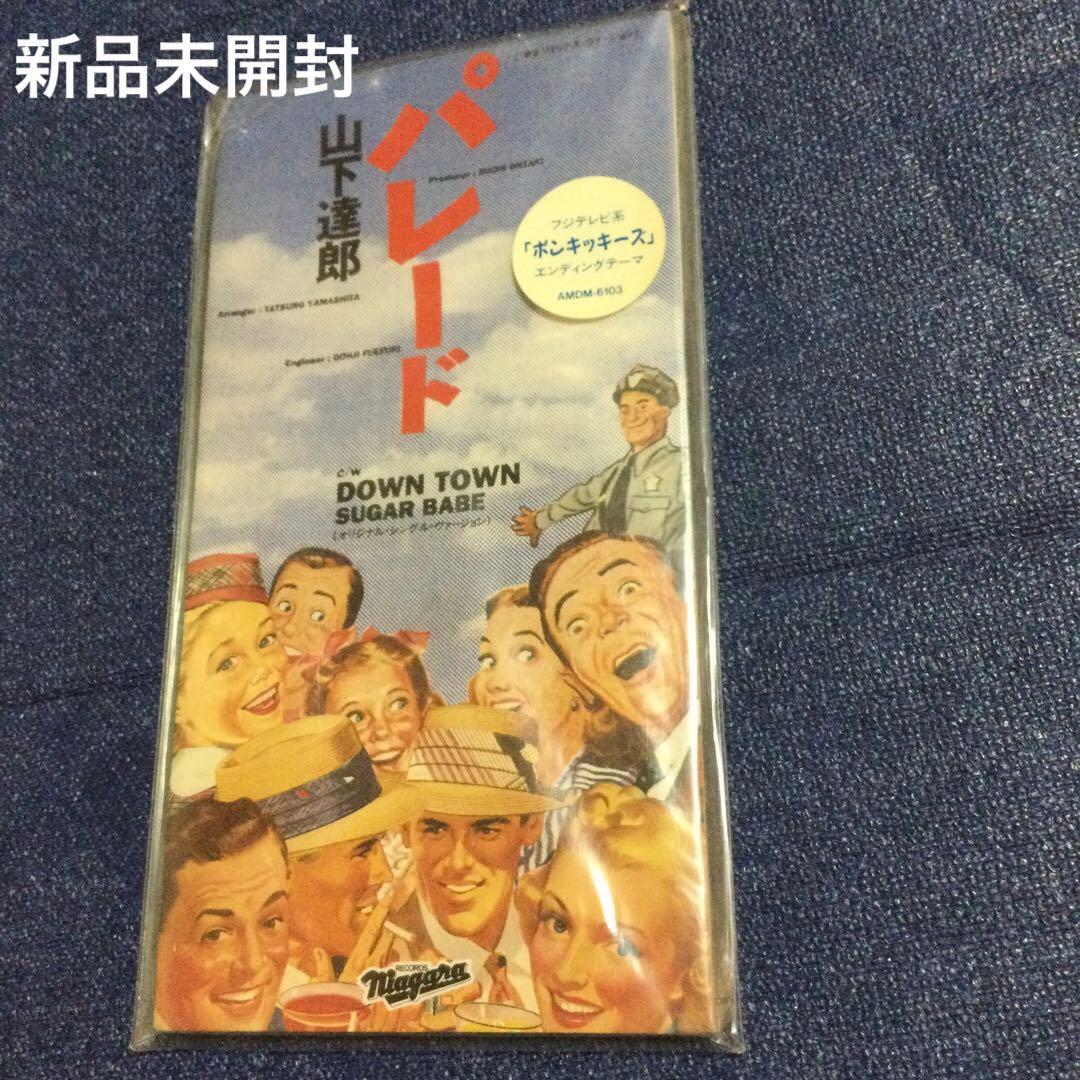 新品未開封
パレード
山下達郎
Producer : EIICHI OHTAKI
フジテレビ系
「ポンキッキーズ」
エンディングテーマ
AMDM-6103
Arranger : TATSURO YAMASHITA
Engineer : GOHJI FUEFUKI
c/w
DOWN TOWN
SUGAR BABE
(オリジナル・シングル・ヴァージョン)
RECORDS
Niagara